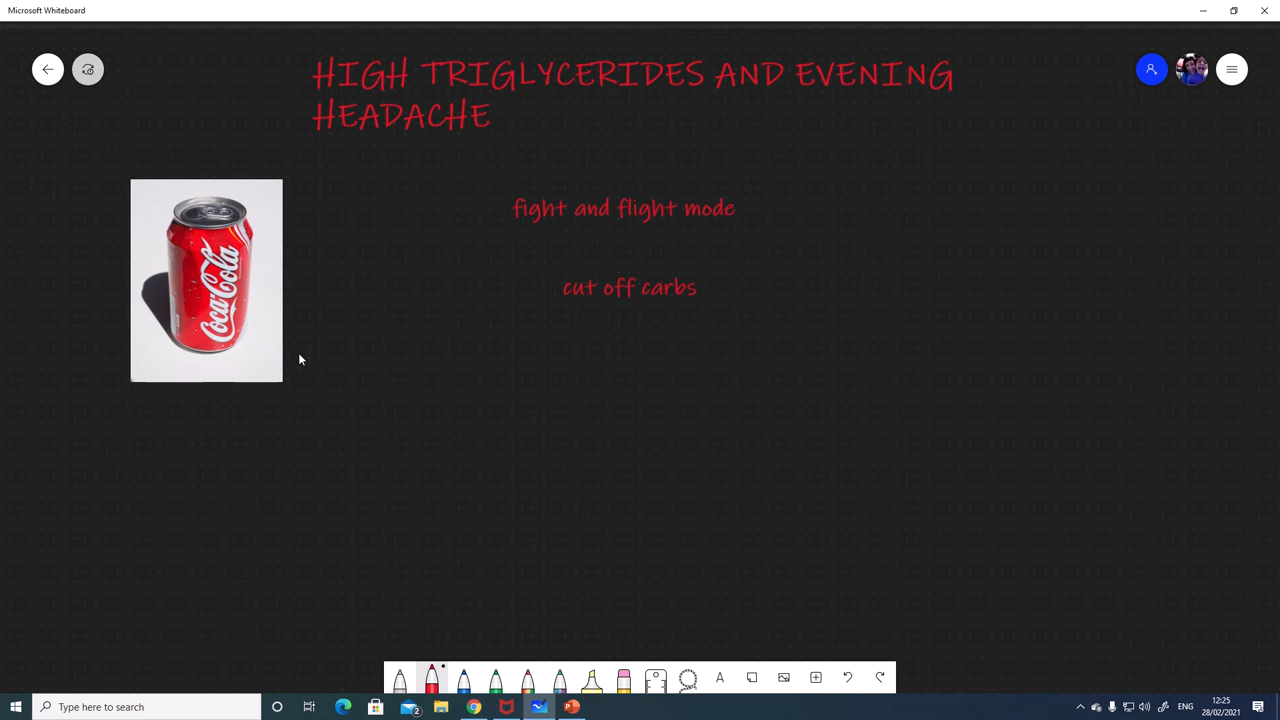 Microsoft Whiteboard
HIGH TRIGLYCERIDES AND EVENING
HEADACHE
fight and flight mode
Coca-Cola
cut off carbs
A
Type here to search
2
ENG
12:25
28/02/2021